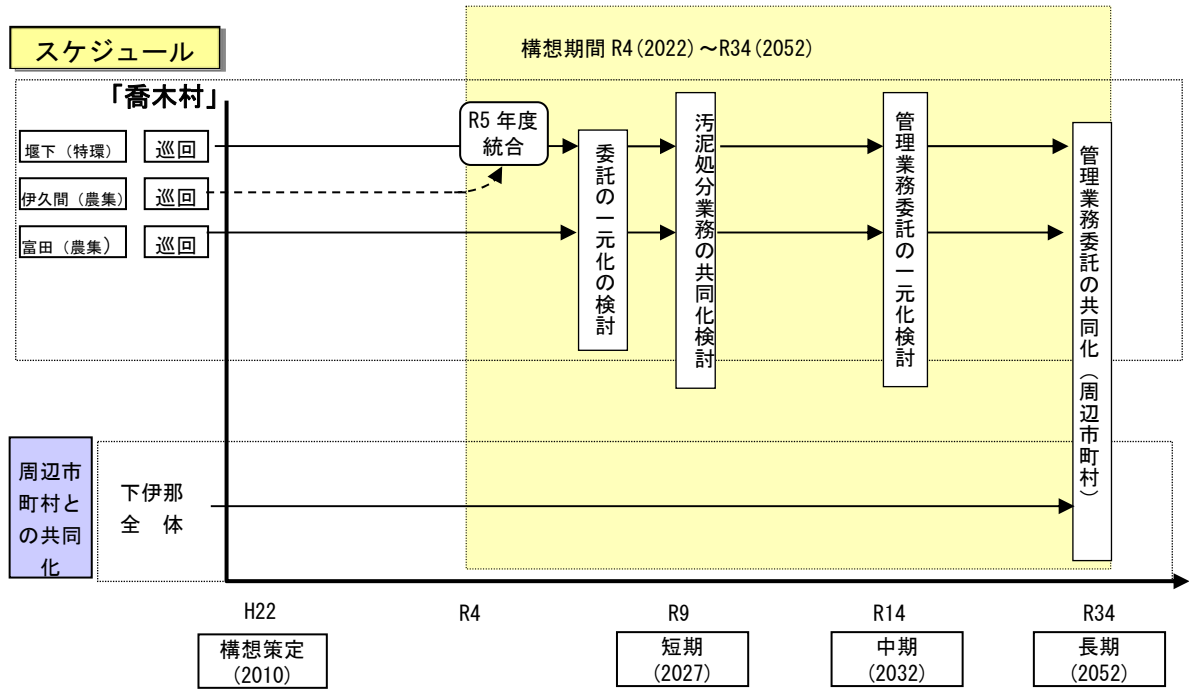 スケジュール
構想期間 R4(2022)～R34(2052)
「喬木村」
堰下（特環）
巡回
R5 年度
統合
伊久間（農集）
巡回
富田（農集）
巡回
委託の一元化の検討
汚泥処分業務の共同化検討
管理業務委託の一元化検討
管理業務委託の共同化（周辺市町村）
周辺市
町村と
の共同
化
下伊那
全　体
H22
R4
R9
R14
R34
構想策定
(2010)
短期
(2027)
中期
(2032)
長期
(2052)